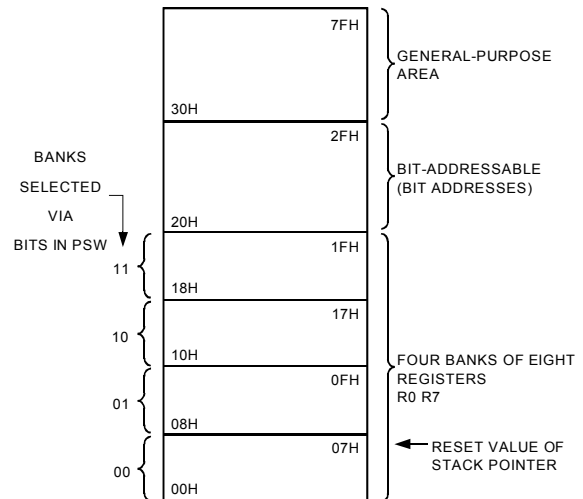 7FH
GENERAL-PURPOSE
AREA
30H
2FH
BANKS
SELECTED
VIA
BITS IN PSW
BIT-ADDRESSABLE
(BIT ADDRESSES)
20H
1FH
11
18H
17H
10
10H
FOUR BANKS OF EIGHT
REGISTERS
R0 R7
0FH
01
08H
07H
RESET VALUE OF
STACK POINTER
00
00H